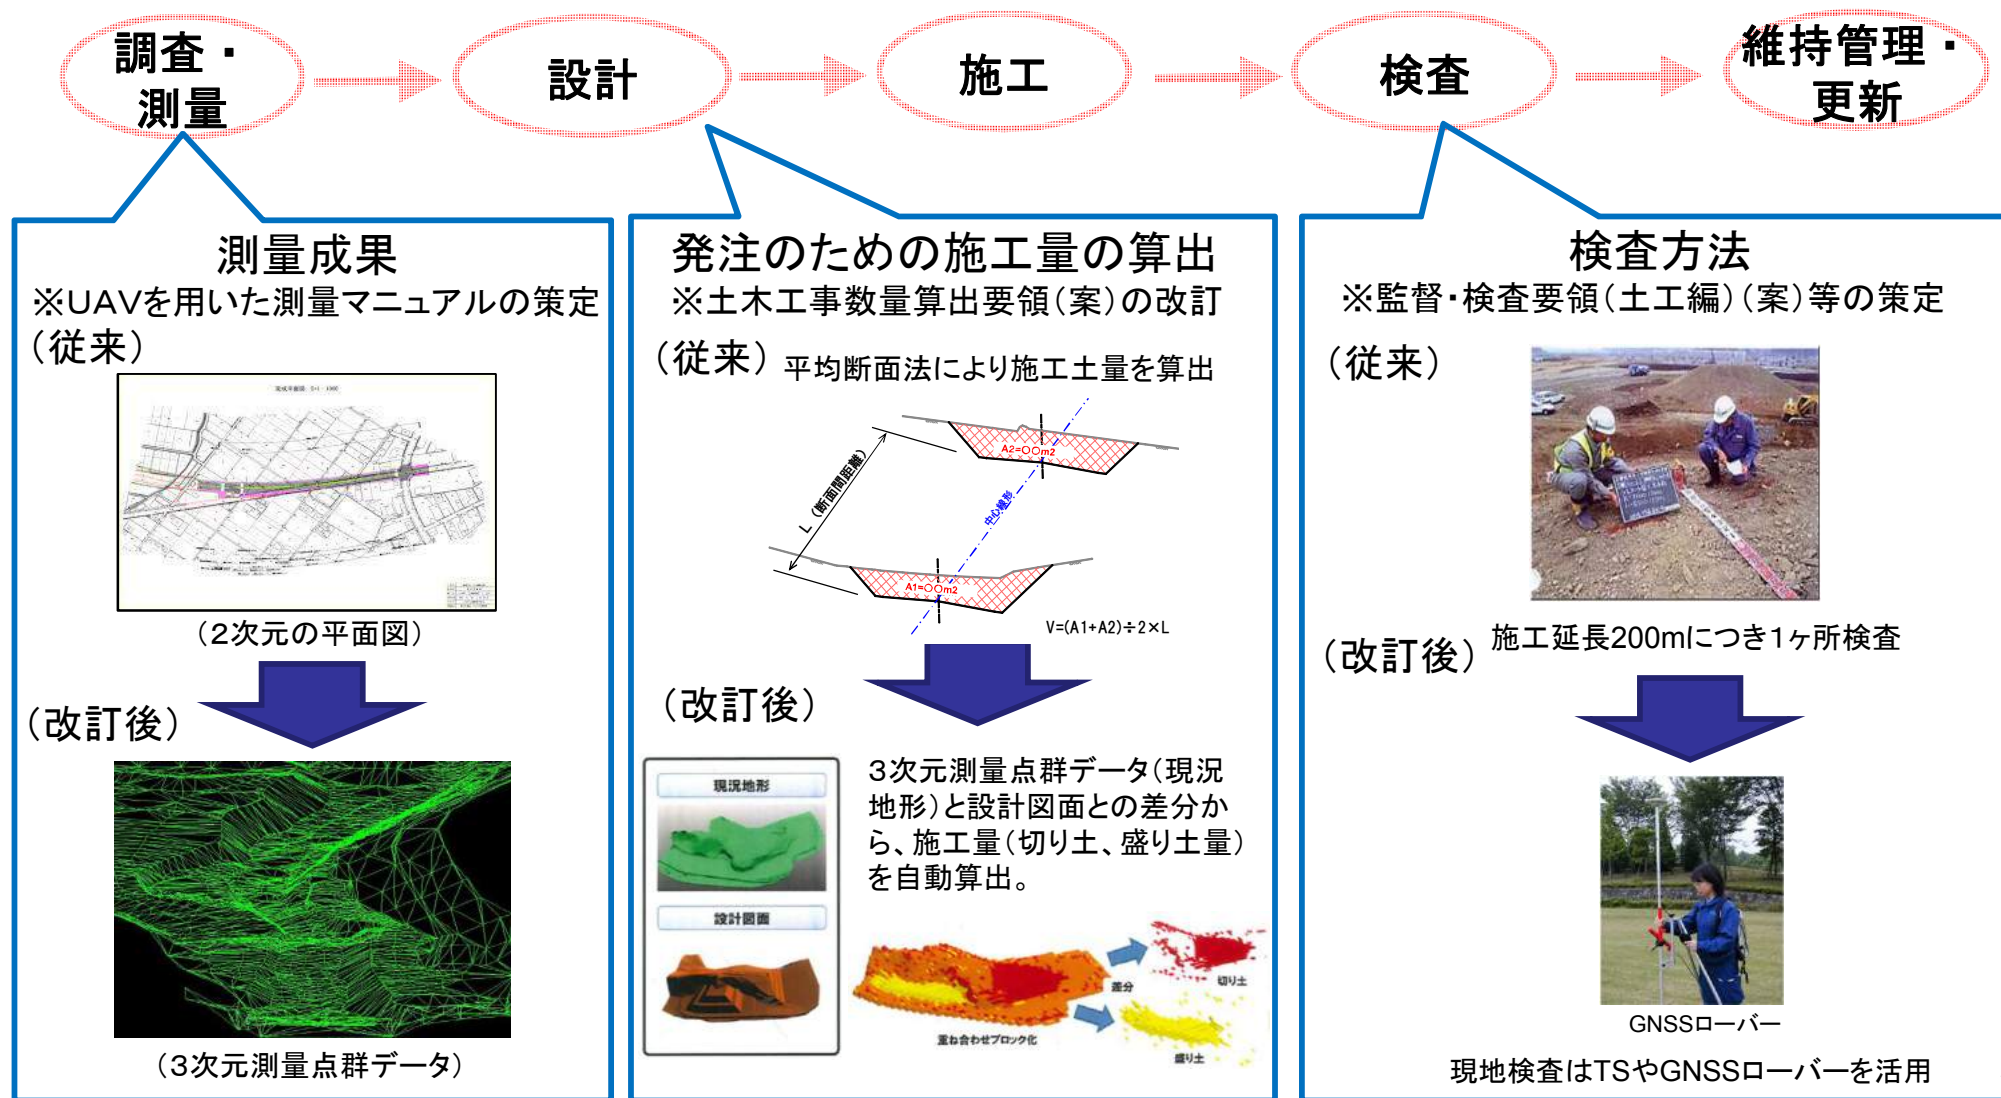 調査・
測量
設計
施工
検査
維持管理・
更新
測量成果
※UAVを用いた測量マニュアルの策定
（従来）
（2次元の平面図）
（改訂後）
（3次元測量点群データ）
発注のための施工量の算出
※土木工事数量算出要領（案）の改訂
（従来）
平均断面法により施工土量を算出
A2=〇〇m2
L （断面間距離）
中心線形
A1=〇〇m2
V=(A1+A2)÷2×L
（改訂後）
3次元測量点群データ（現況
地形）と設計図面との差分か
ら、施工量（切り土、盛り土量）
を自動算出。
現況地形
設計図面
重ね合わせブロック化
差分
切り土
盛り土
検査方法
※監督・検査要領（土工編）（案）等の策定
（従来）
施工延長200mにつき1ヶ所検査
（改訂後）
GNSSローバー
現地検査はTSやGNSSローバーを活用